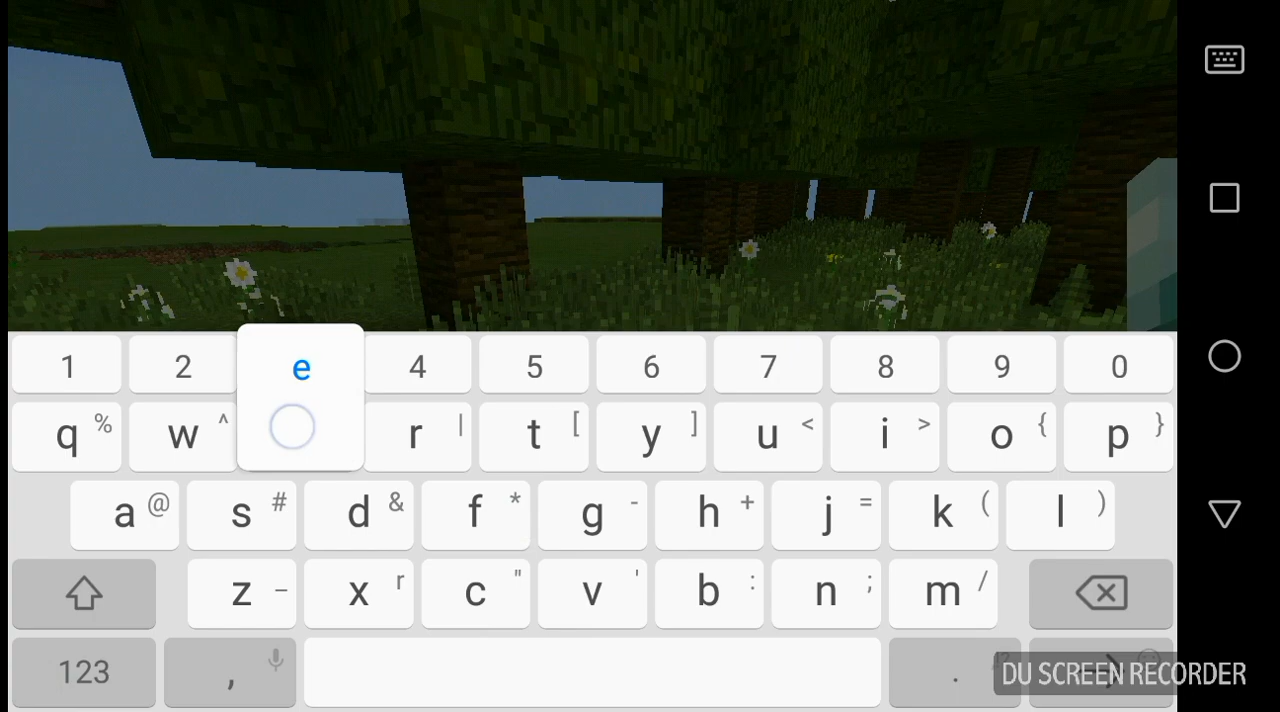 1 2 e 4 5 6 7 8 9 0
q % w ^ r | t [ y ] u < i > o { p }
a @ s # d & f * g - h + j = k ( l )
z _ x r c " v ' b : n ; m /
123 , . !?
DU SCREEN RECORDER